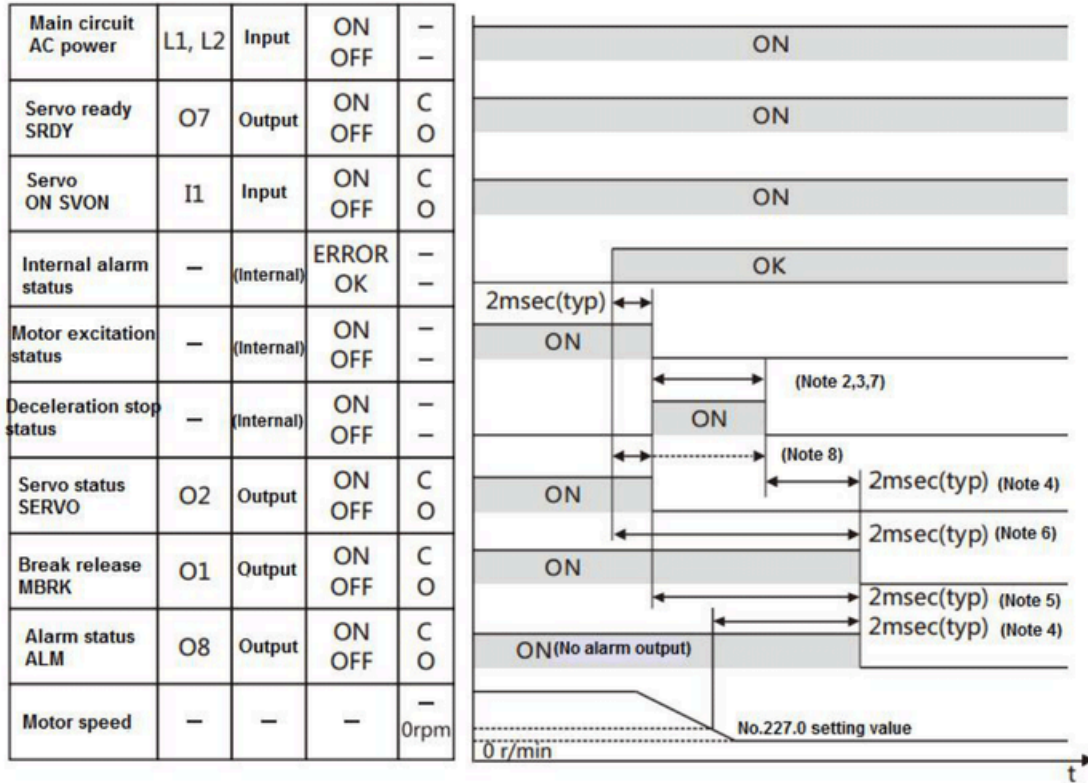 Main circuit
AC power
L1, L2
Input
ON
OFF
–
–
ON
Servo ready
SRDY
O7
Output
ON
OFF
C
O
ON
Servo
ON SVON
I1
Input
ON
OFF
C
O
ON
Internal alarm
status
–
(Internal)
ERROR
OK
–
–
OK
2msec(typ)
Motor excitation
status
–
(Internal)
ON
OFF
–
–
ON
(Note 2,3,7)
Deceleration stop
status
–
(Internal)
ON
OFF
–
–
ON
(Note 8)
Servo status
SERVO
O2
Output
ON
OFF
C
O
ON
2msec(typ) (Note 4)
2msec(typ) (Note 6)
Break release
MBRK
O1
Output
ON
OFF
C
O
ON
2msec(typ) (Note 5)
2msec(typ) (Note 4)
Alarm status
ALM
O8
Output
ON
OFF
C
O
ON(No alarm output)
Motor speed
–
–
–
–
0rpm
No.227.0 setting value
0 r/min
t